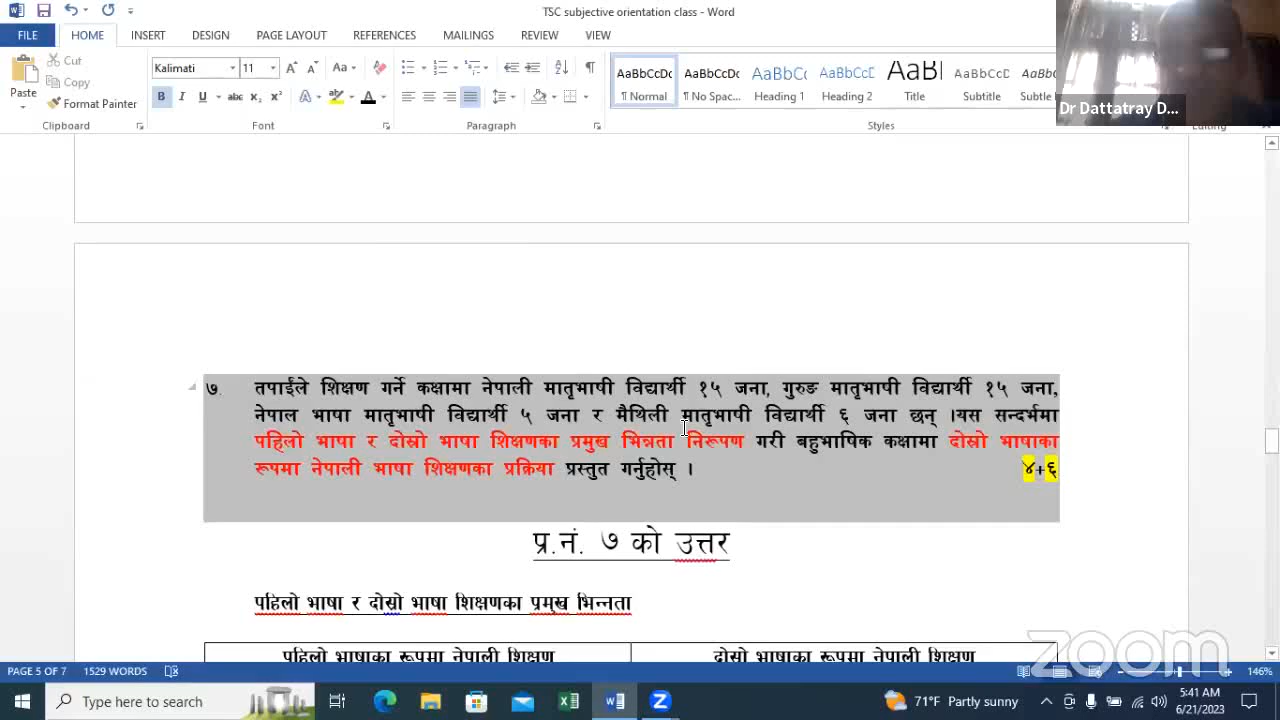 TSC subjective orientation class - Word
FILE HOME INSERT DESIGN PAGE LAYOUT REFERENCES MAILINGS REVIEW VIEW
Cut
Copy
Format Painter
Paste
Clipboard
Kalimati 11
Font
Paragraph
AaBbCcDc AaBbCcDc AaBbCc AaBbCcD AaBl AaBbCcD
¶ Normal ¶ No Spac... Heading 1 Heading 2 Title Subtitle
Styles
Editing
Dr Dattatray D...
७. तपाईंले शिक्षण गर्ने कक्षामा नेपाली मातृभाषी विद्यार्थी १५ जना, गुरुङ मातृभाषी विद्यार्थी १५ जना,
नेपाल भाषा मातृभाषी विद्यार्थी ५ जना र मैथिली मातृभाषी विद्यार्थी ६ जना छन् ।यस सन्दर्भमा
पहिलो भाषा र दोस्रो भाषा शिक्षणका प्रमुख भिन्नता निरूपण गरी बहुभाषिक कक्षामा दोस्रो भाषाका
रूपमा नेपाली भाषा शिक्षणका प्रक्रिया प्रस्तुत गर्नुहोस् । ४+६
प्र.नं. ७ को उत्तर
पहिलो भाषा र दोस्रो भाषा शिक्षणका प्रमुख भिन्नता
पहिलो भाषाका रूपमा नेपाली शिक्षण दोस्रो भाषाका रूपमा नेपाली शिक्षण
zoom
PAGE 5 OF 7 1529 WORDS 146%
Type here to search
71°F Partly sunny
5:41 AM
6/21/2023